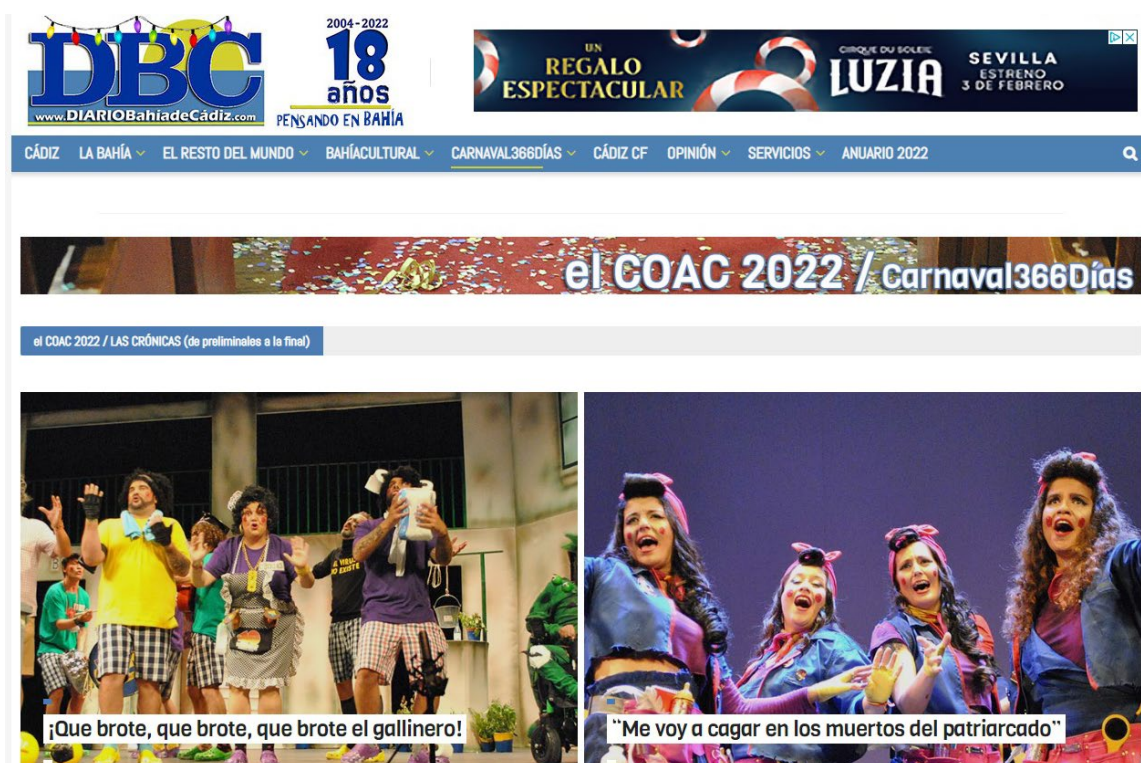 DBC
www.DIARIOBahiadeCádiz.com
2004-2022
18
años
PENSANDO EN BAHÍA
UN
REGALO
ESPECTACULAR
CIRQUE DU SOLEIL
LUZIA
SEVILLA
ESTRENO
3 DE FEBRERO
CÁDIZ LA BAHÍA EL RESTO DEL MUNDO BAHÍACULTURAL CARNAVAL366DÍAS CÁDIZ CF OPINIÓN SERVICIOS ANUARIO 2022
el COAC 2022 / Carnaval366Días
el COAC 2022 / LAS CRÓNICAS (de preliminales a la final)
VIRU
NO EXISTE
¡Que brote, que brote, que brote el gallinero!
“Me voy a cagar en los muertos del patriarcado”